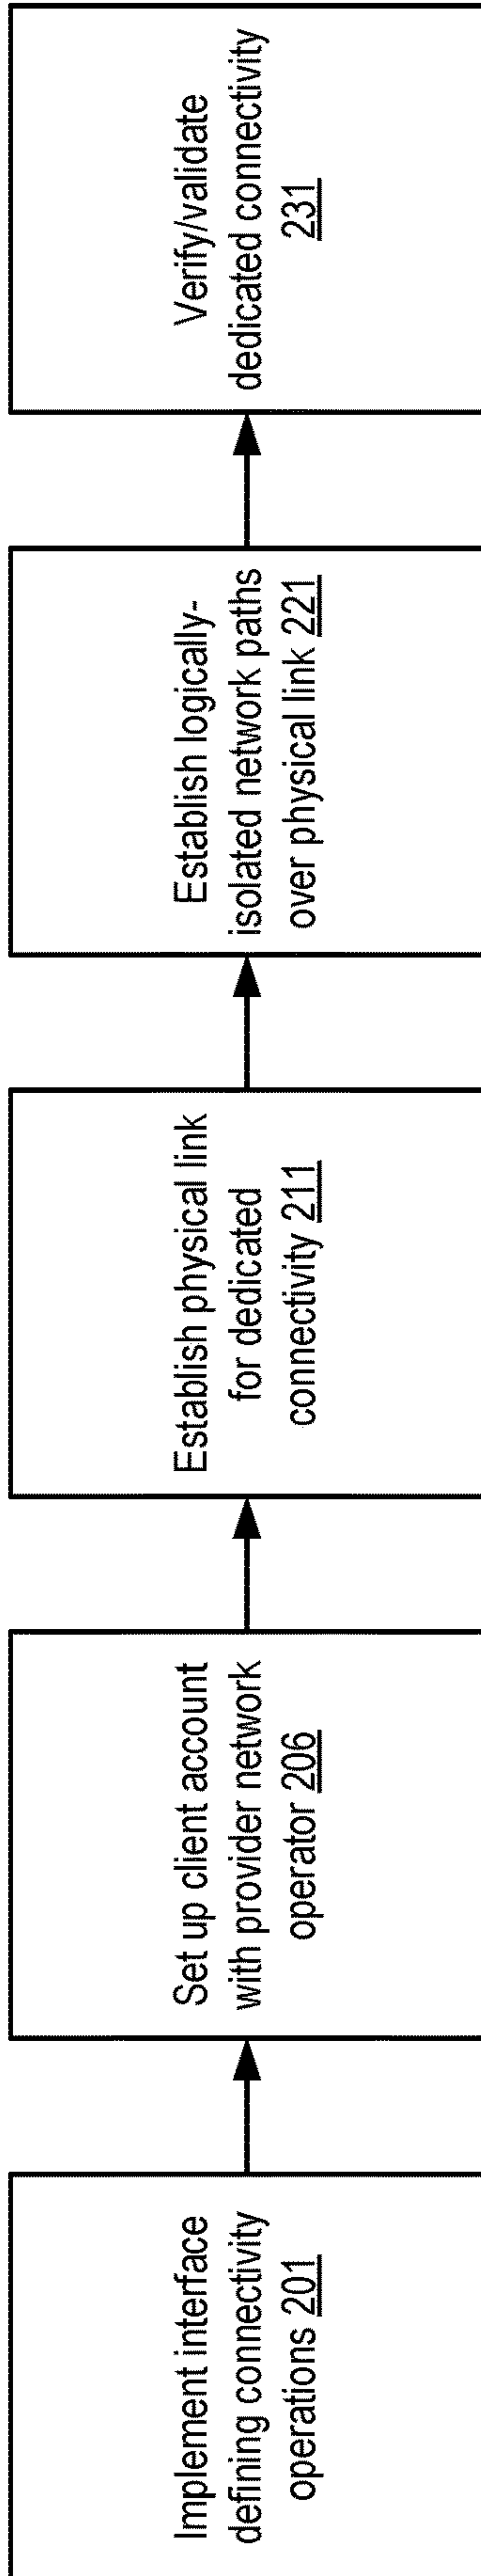 Implement interface
defining connectivity
operations 201
Set up client account
with provider network
operator 206
Establish physical link
for dedicated
connectivity 211
Establish logically-
isolated network paths
over physical link 221
Verify/validate
dedicated connectivity
231